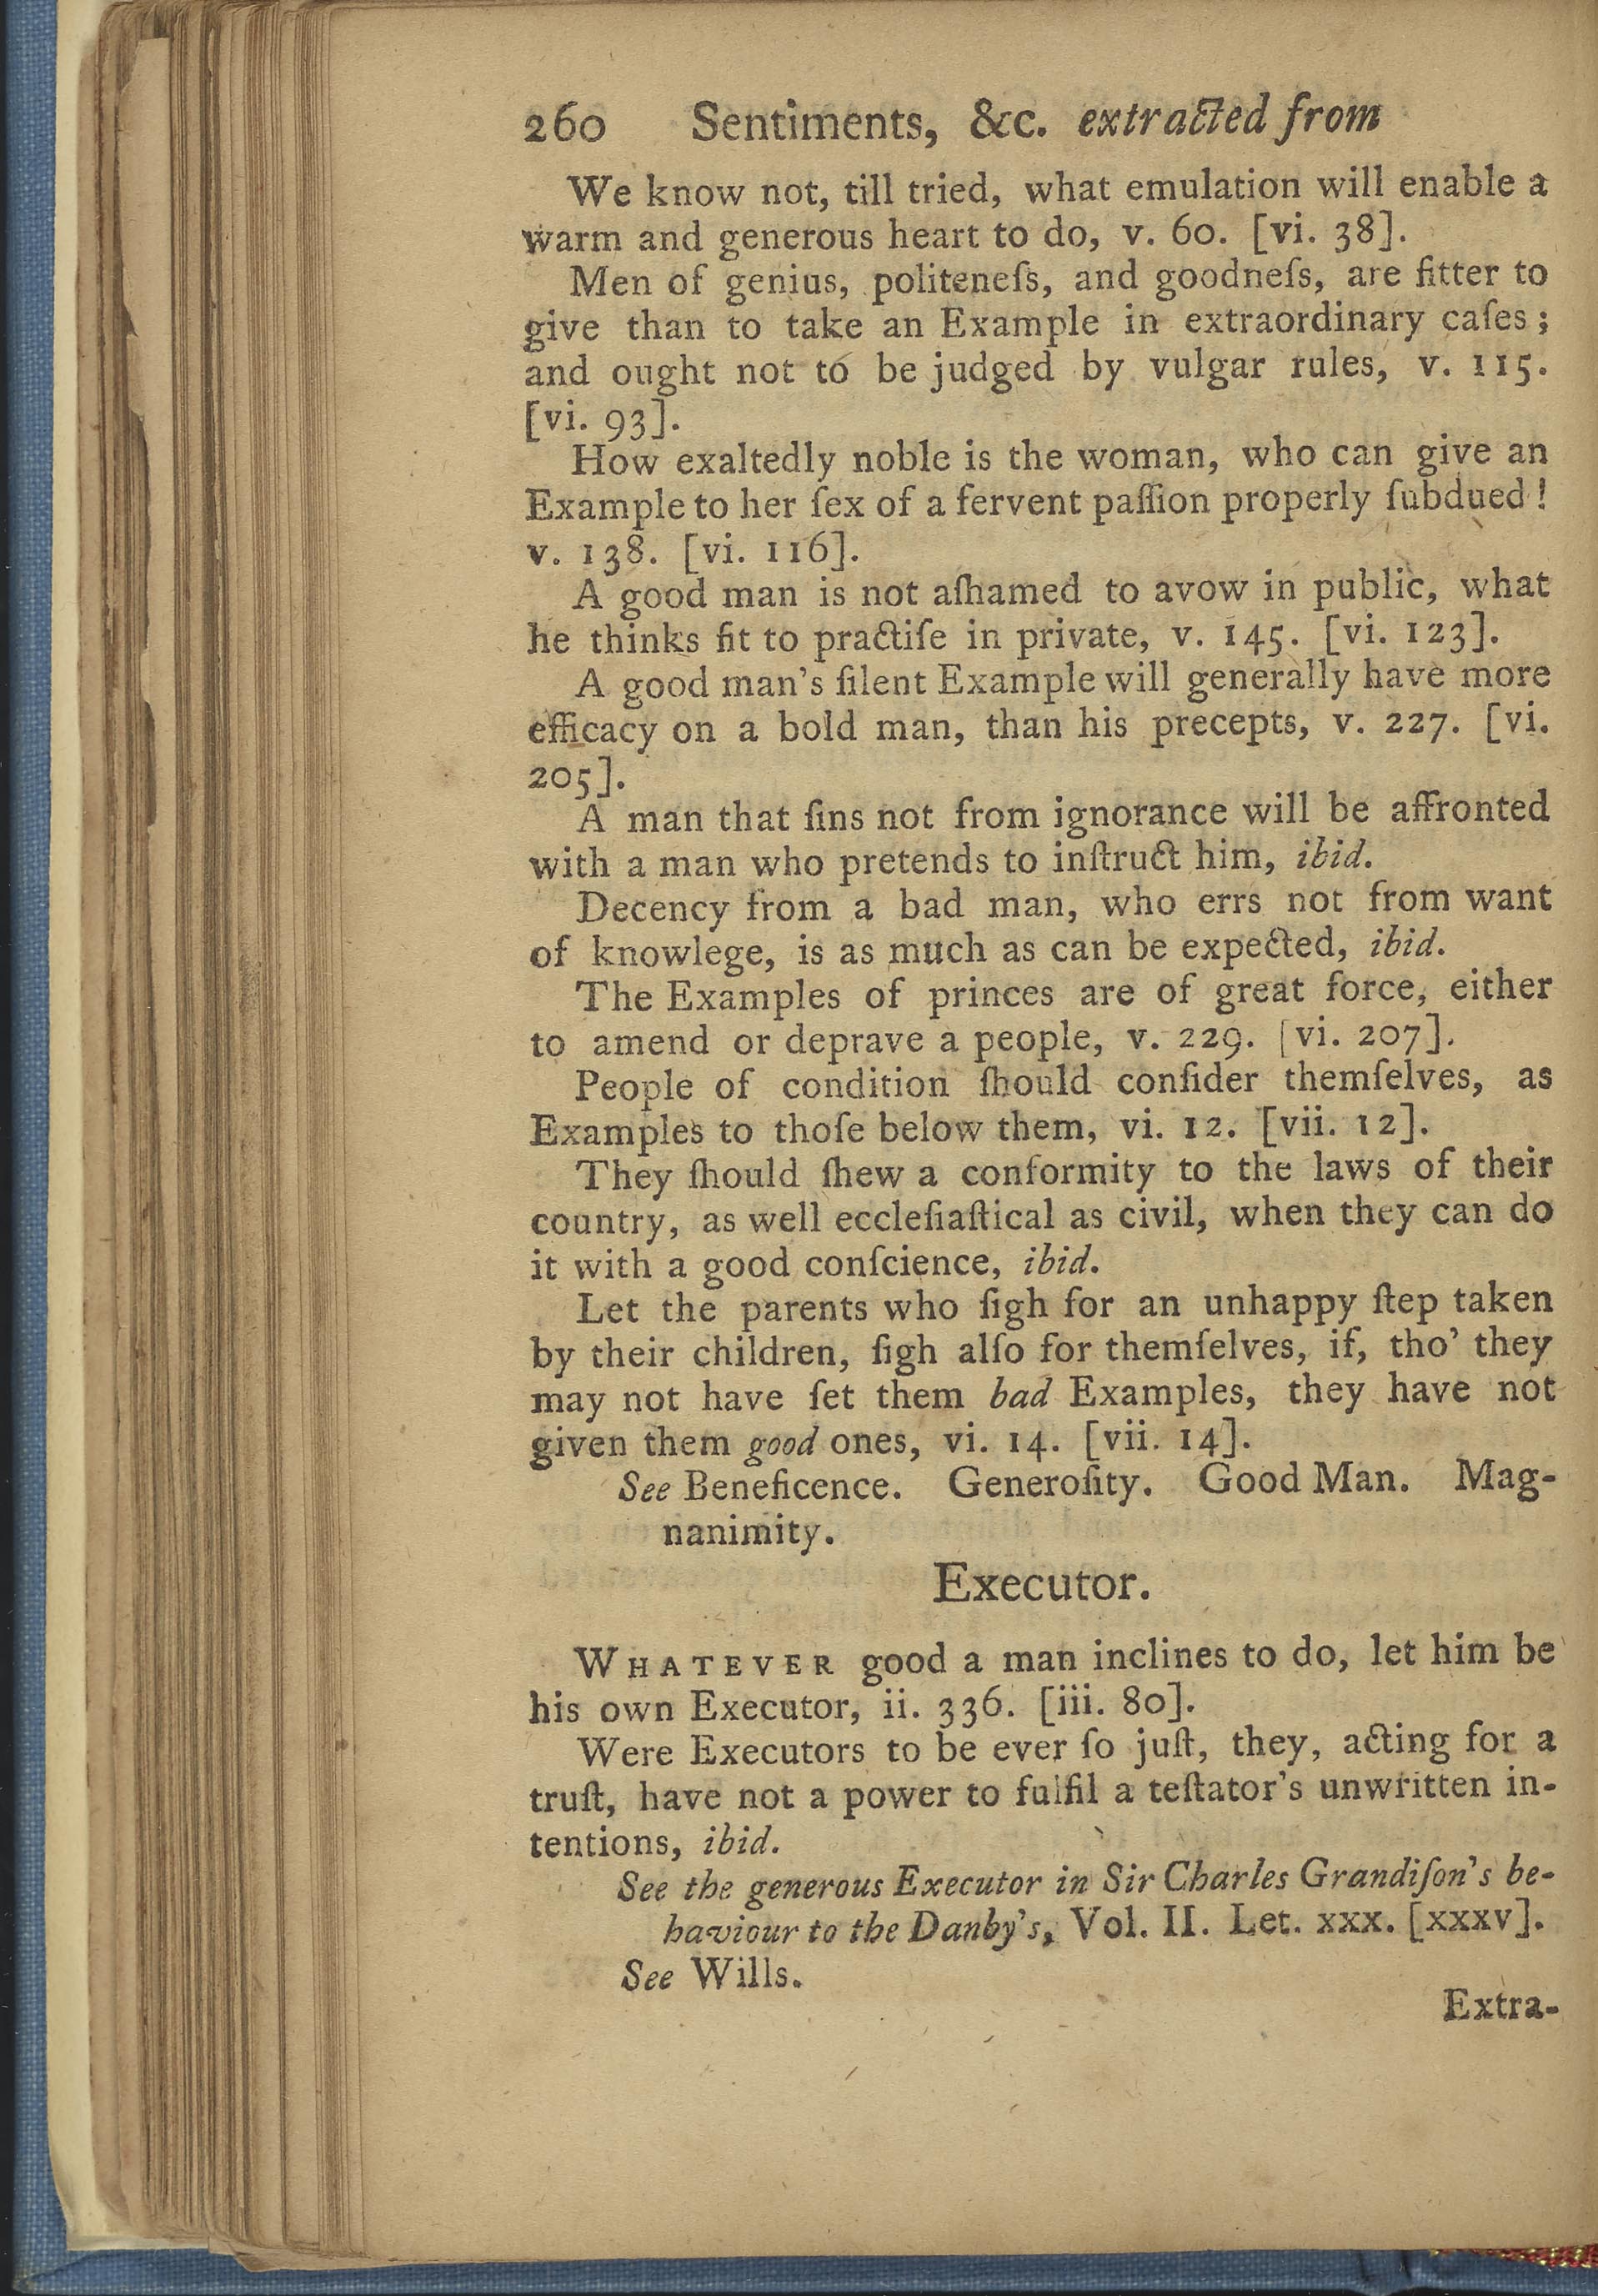 260 Sentiments, &c. extracted from
We know not, till tried, what emulation will enable a
warm and generous heart to do, v. 60. [vi. 38].
Men of genius, politeneſs, and goodneſs, are fitter to
give than to take an Example in extraordinary caſes;
and ought not to be judged by vulgar rules, v. 115.
[vi. 93].
How exaltedly noble is the woman, who can give an
Example to her ſex of a fervent paſſion properly ſubdued!
v. 138. [vi. 116].
A good man is not aſhamed to avow in public, what
he thinks fit to practiſe in private, v. 145. [vi. 123].
A good man's ſilent Example will generally have more
efficacy on a bold man, than his precepts, v. 227. [vi.
205].
A man that ſins not from ignorance will be affronted
with a man who pretends to inſtruct him, ibid.
Decency from a bad man, who errs not from want
of knowlege, is as much as can be expected, ibid.
The Examples of princes are of great force, either
to amend or deprave a people, v. 229. [vi. 207].
People of condition ſhould conſider themſelves, as
Examples to thoſe below them, vi. 12. [vii. 12].
They ſhould ſhew a conformity to the laws of their
country, as well eccleſiaſtical as civil, when they can do
it with a good conſcience, ibid.
Let the parents who ſigh for an unhappy ſtep taken
by their children, ſigh alſo for themſelves, if, tho' they
may not have ſet them bad Examples, they have not
given them good ones, vi. 14. [vii. 14].
See Beneficence. Generoſity. Good Man. Mag-
nanimity.
Executor.
WHATEVER good a man inclines to do, let him be
his own Executor, ii. 336. [iii. 80].
Were Executors to be ever ſo juſt, they, acting for a
truſt, have not a power to fulfil a teſtator's unwritten in-
tentions, ibid.
See the generous Executor in Sir Charles Grandiſon's be-
haviour to the Danby's, Vol. II. Let. xxx. [xxxv].
See Wills.
Extra-